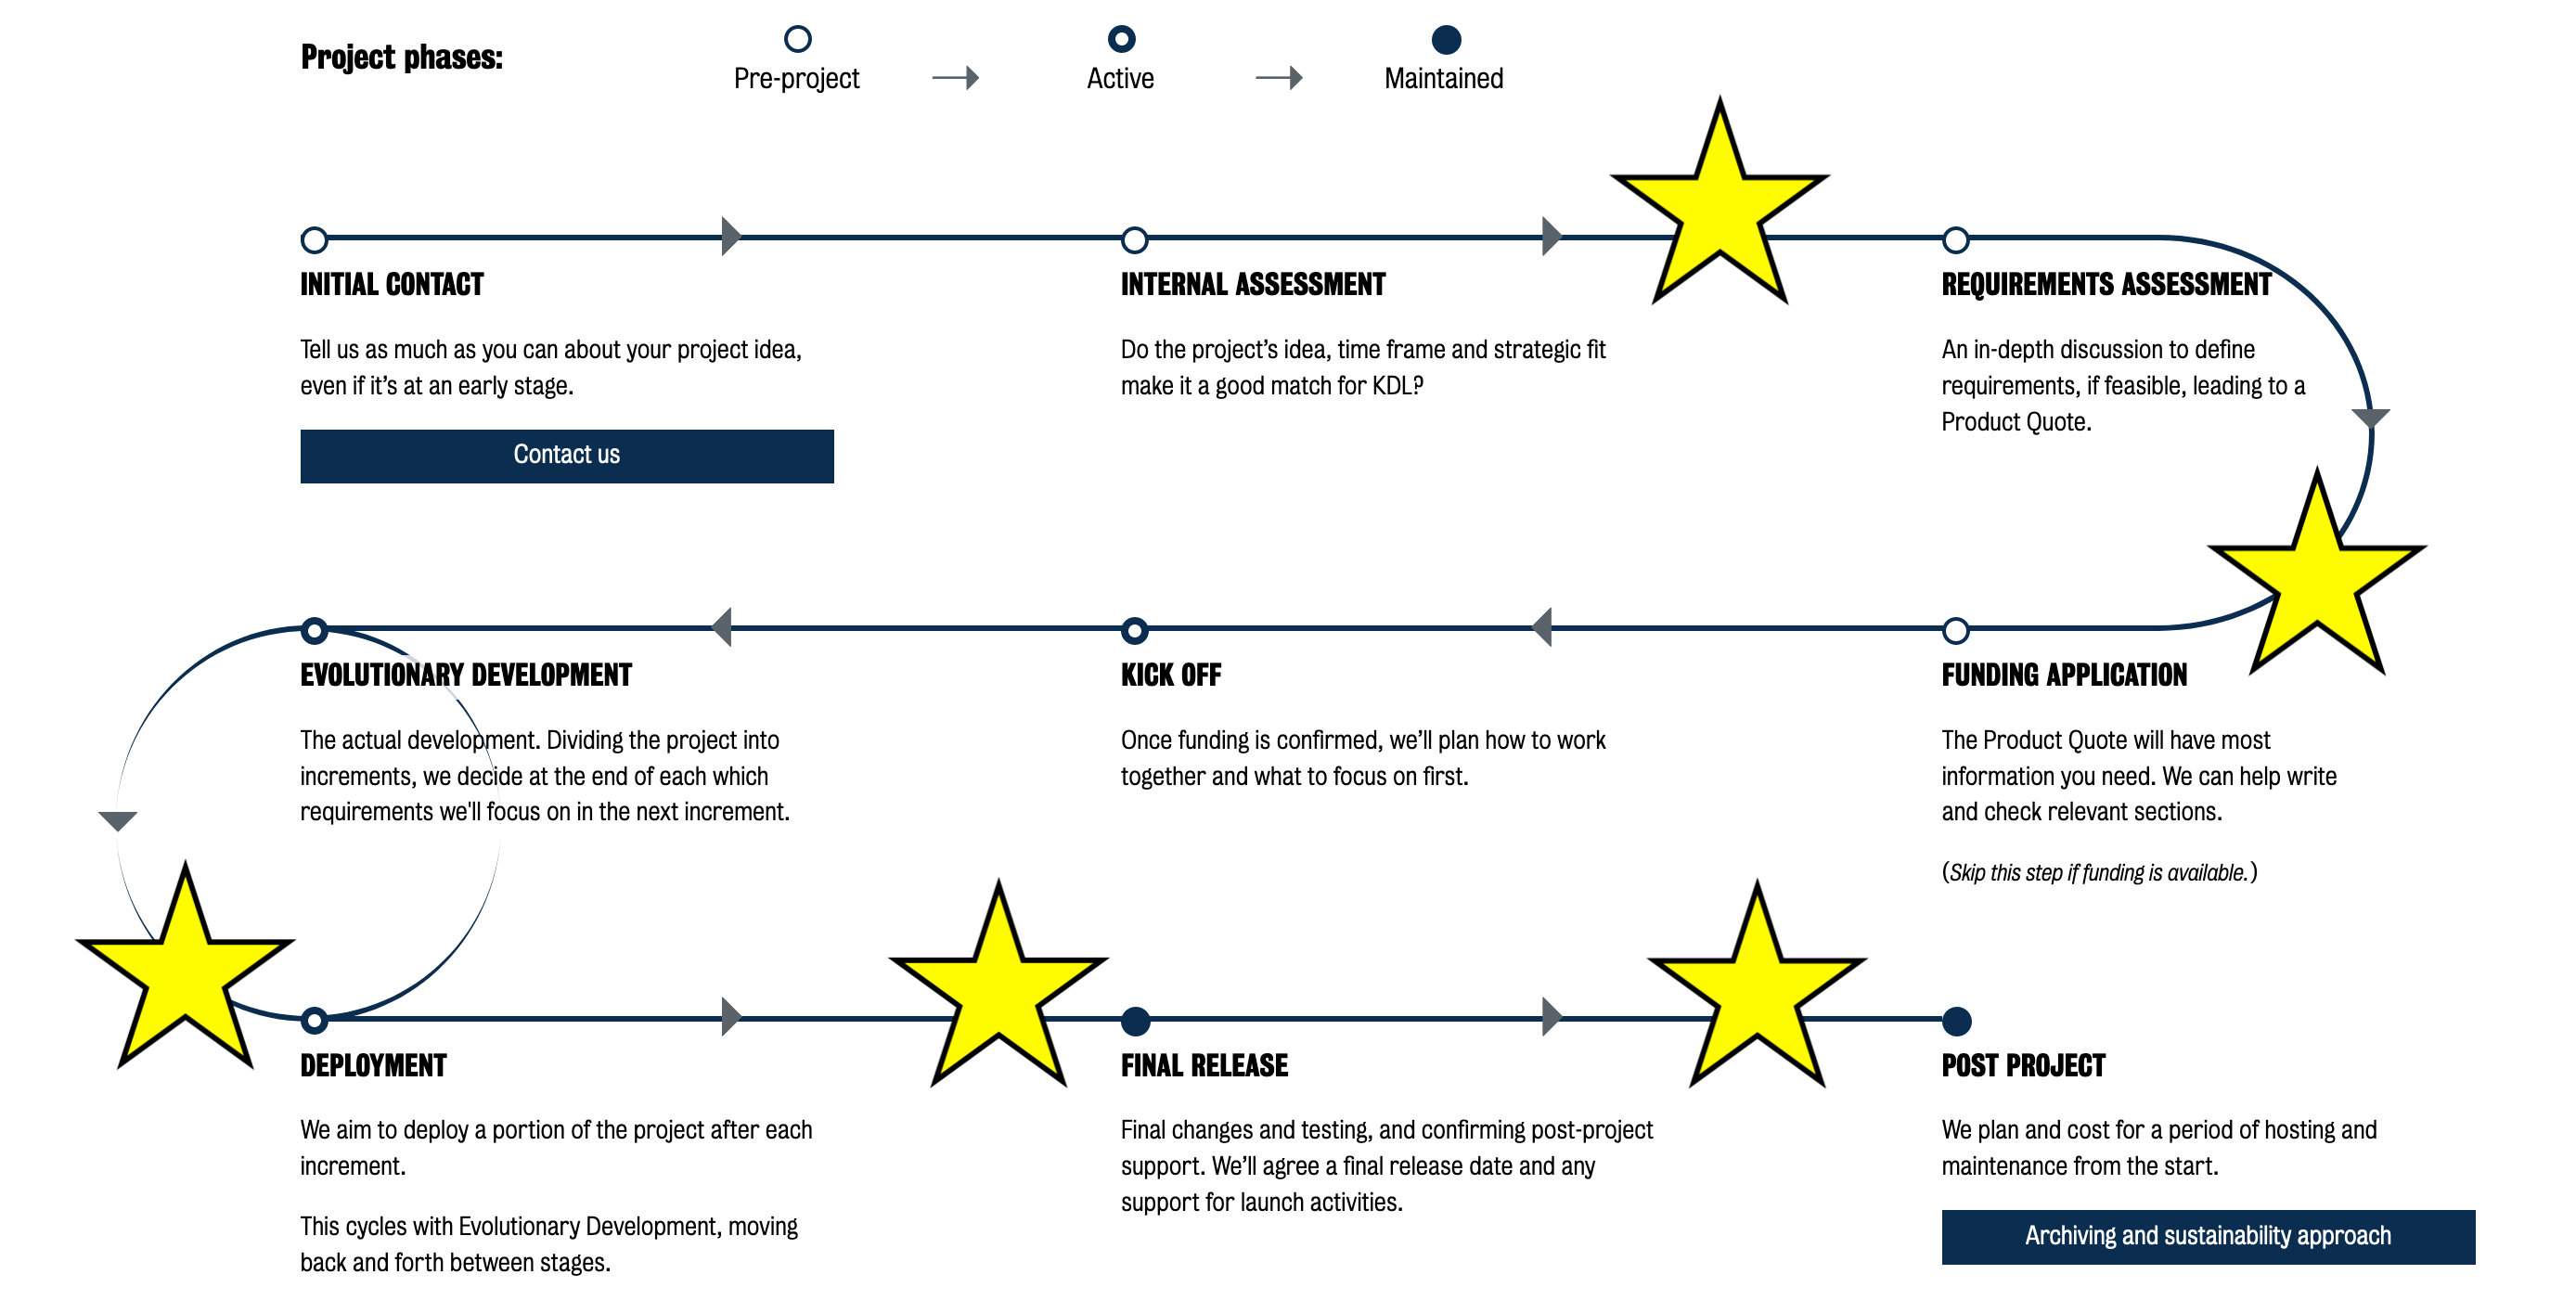 Project phases:
Pre-project
Active
Maintained
INITIAL CONTACT
Tell us as much as you can about your project idea,
even if it’s at an early stage.
Contact us
INTERNAL ASSESSMENT
Do the project’s idea, time frame and strategic fit
make it a good match for KDL?
REQUIREMENTS ASSESSMENT
An in-depth discussion to define
requirements, if feasible, leading to a
Product Quote.
EVOLUTIONARY DEVELOPMENT
The actual development. Dividing the project into
increments, we decide at the end of each which
requirements we'll focus on in the next increment.
KICK OFF
Once funding is confirmed, we’ll plan how to work
together and what to focus on first.
FUNDING APPLICATION
The Product Quote will have most
information you need. We can help write
and check relevant sections.
(Skip this step if funding is available.)
DEPLOYMENT
We aim to deploy a portion of the project after each
increment.
This cycles with Evolutionary Development, moving
back and forth between stages.
FINAL RELEASE
Final changes and testing, and confirming post-project
support. We’ll agree a final release date and any
support for launch activities.
POST PROJECT
We plan and cost for a period of hosting and
maintenance from the start.
Archiving and sustainability approach